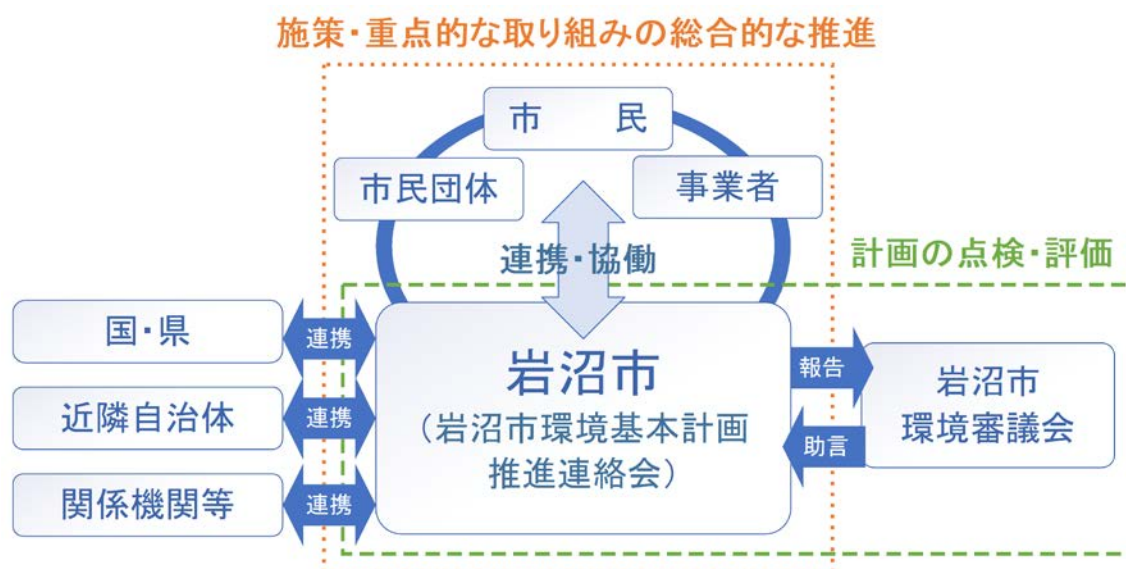 施策・重点的な取り組みの総合的な推進
市　　民
市民団体
事業者
連携・協働
計画の点検・評価
国・県
連携
近隣自治体
連携
関係機関等
連携
岩沼市
（岩沼市環境基本計画
推進連絡会）
報告
助言
岩沼市
環境審議会